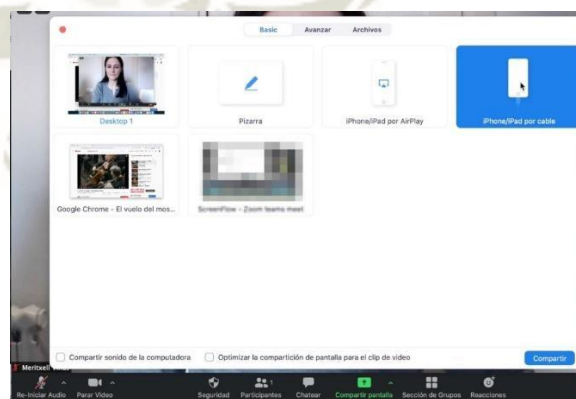 Basic Avanzar Archivos
Desktop 1
Pizarra
iPhone/iPad por AirPlay
iPhone/iPad por cable
Google Chrome - El vuelo del mos...
ScreenFlow - Zoom teams meet
Compartir sonido de la computadora
Optimizar la compartición de pantalla para el clip de video
Compartir
Meritxell
Re-Iniciar Audio
Parar Video
Seguridad
Participantes 1
Chatear
Compartir pantalla
Sección de Grupos
Reacciones